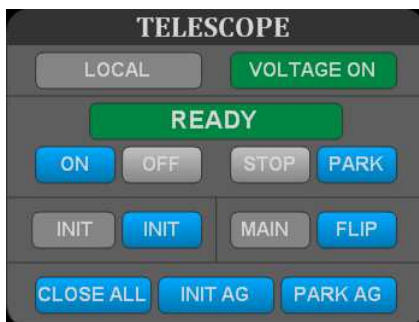 TELESCOPE
LOCAL VOLTAGE ON
READY
ON OFF STOP PARK
INIT INIT MAIN FLIP
CLOSE ALL INIT AG PARK AG